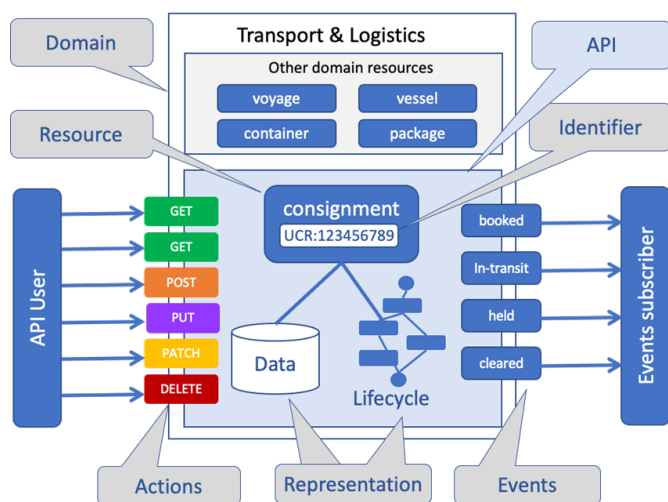 Domain
Transport & Logistics
API
Other domain resources
voyage
vessel
container
package
Resource
Identifier
API User
GET
GET
POST
PUT
PATCH
DELETE
consignment
UCR:123456789
Data
Lifecycle
booked
In-transit
held
cleared
Events subscriber
Actions
Representation
Events